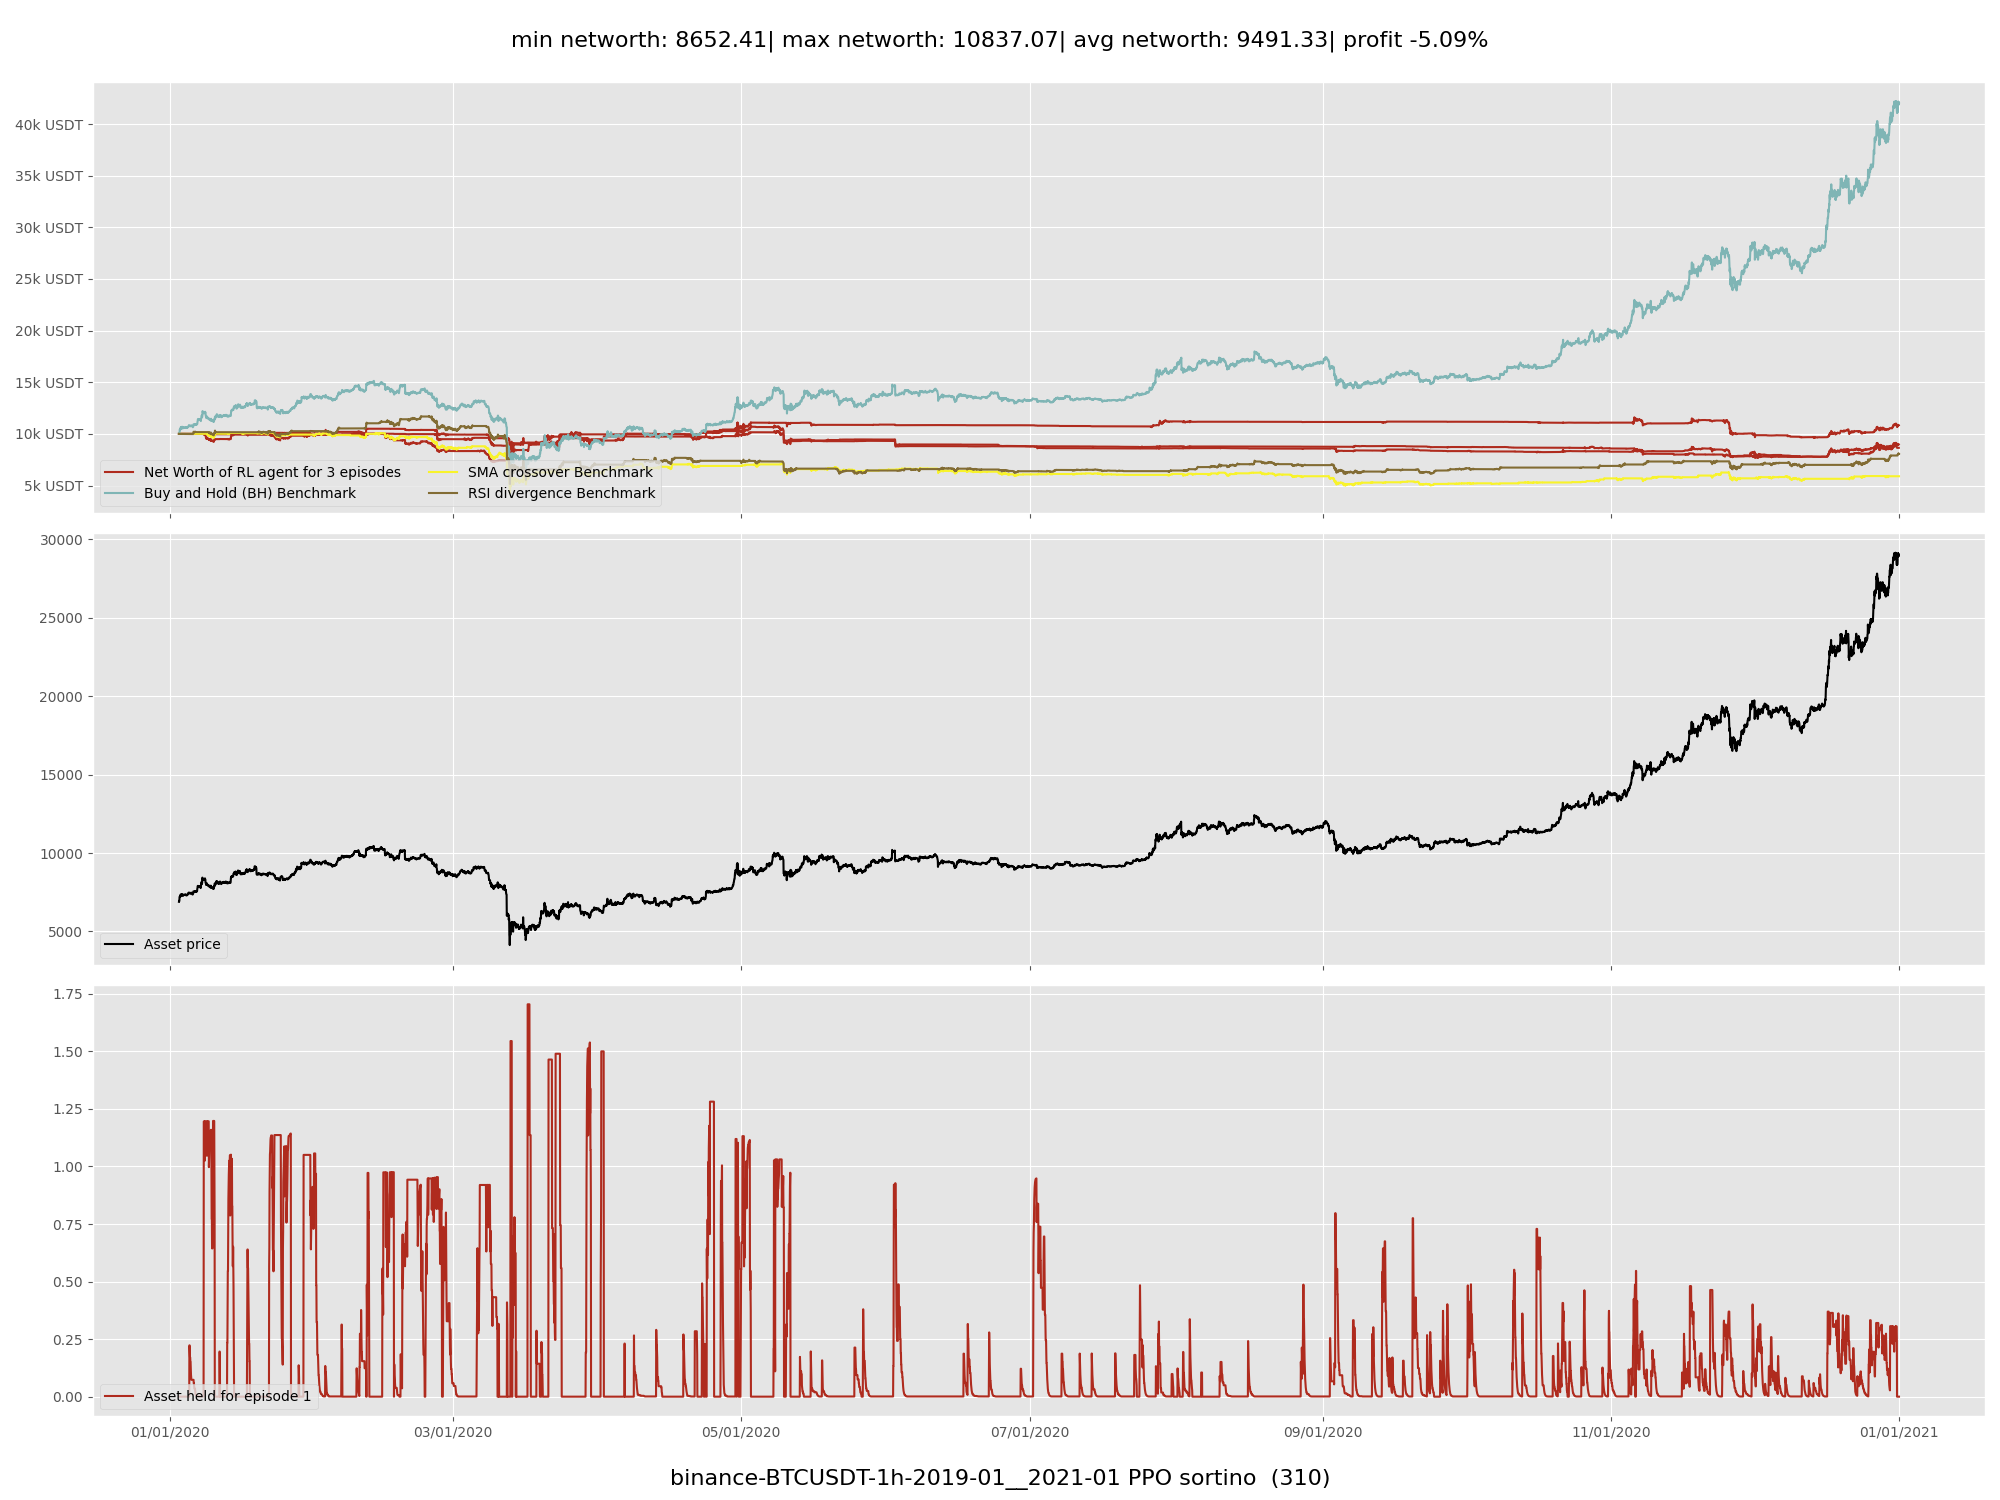 min networth: 8652.41| max networth: 10837.07| avg networth: 9491.33| profit -5.09%
40k USDT
35k USDT
30k USDT
25k USDT
20k USDT
15k USDT
10k USDT
5k USDT
Net Worth of RL agent for 3 episodes
Buy and Hold (BH) Benchmark
SMA crossover Benchmark
RSI divergence Benchmark
30000
25000
20000
15000
10000
5000
Asset price
1.75
1.50
1.25
1.00
0.75
0.50
0.25
0.00
Asset held for episode 1
01/01/2020 03/01/2020 05/01/2020 07/01/2020 09/01/2020 11/01/2020 01/01/2021
binance-BTCUSDT-1h-2019-01__2021-01 PPO sortino (310)